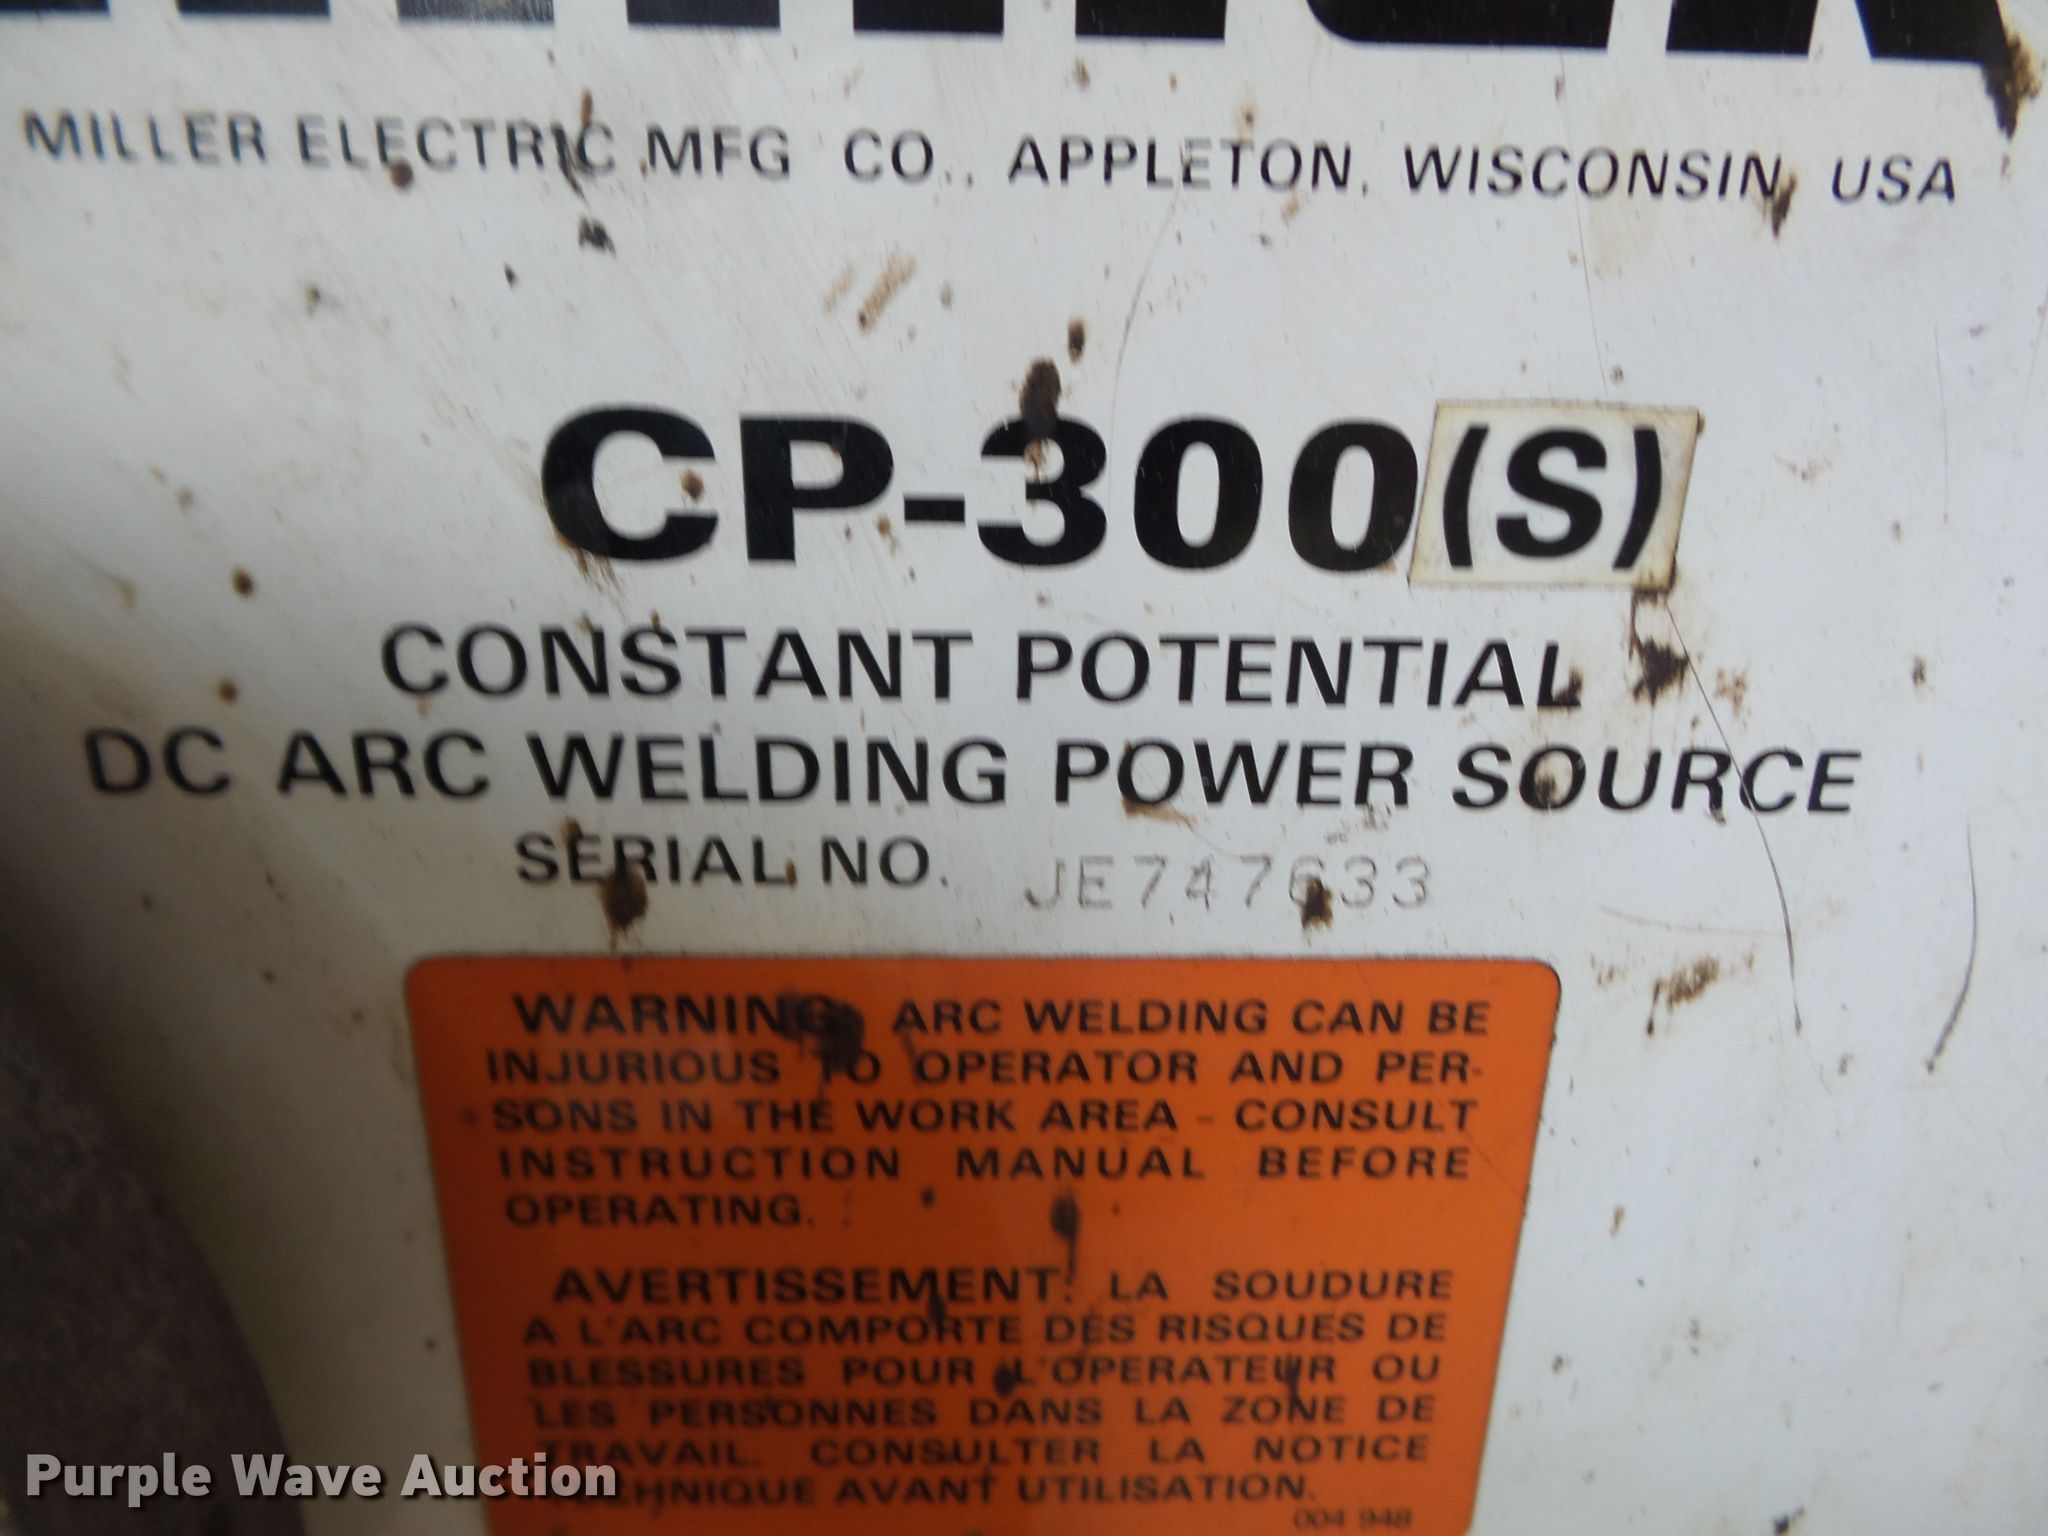 MILLER ELECTRIC MFG CO., APPLETON, WISCONSIN, USA
CP-300(S)
CONSTANT POTENTIAL
DC ARC WELDING POWER SOURCE
SERIAL NO. JE747633
WARNING: ARC WELDING CAN BE
INJURIOUS TO OPERATOR AND PER-
SONS IN THE WORK AREA - CONSULT
INSTRUCTION MANUAL BEFORE
OPERATING.
AVERTISSEMENT: LA SOUDURE
A L'ARC COMPORTE DES RISQUES DE
BLESSURES POUR L'OPERATEUR OU
LES PERSONNES DANS LA ZONE DE
TRAVAIL. CONSULTER LA NOTICE
TECHNIQUE AVANT UTILISATION.
004 948
Purple Wave Auction